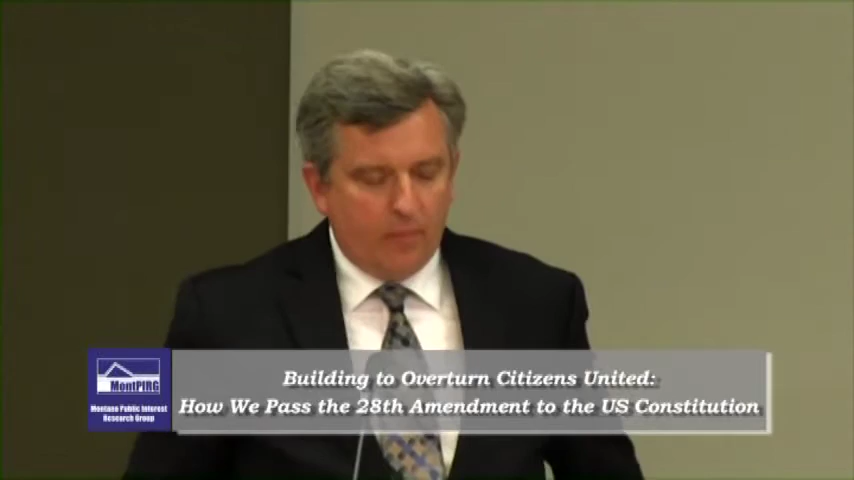 Building to Overturn Citizens United:
How We Pass the 28th Amendment to the US Constitution
MontPIRG
Montana Public Interest
Research Group